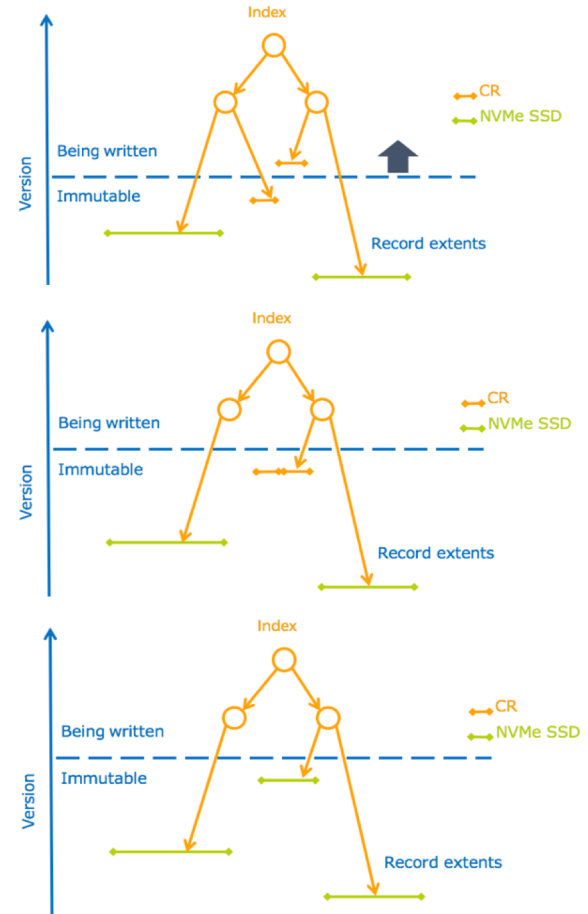 Index
CR
NVMe SSD
Being written
Immutable
Version
Record extents
Index
CR
NVMe SSD
Being written
Immutable
Version
Record extents
Index
CR
NVMe SSD
Being written
Immutable
Version
Record extents